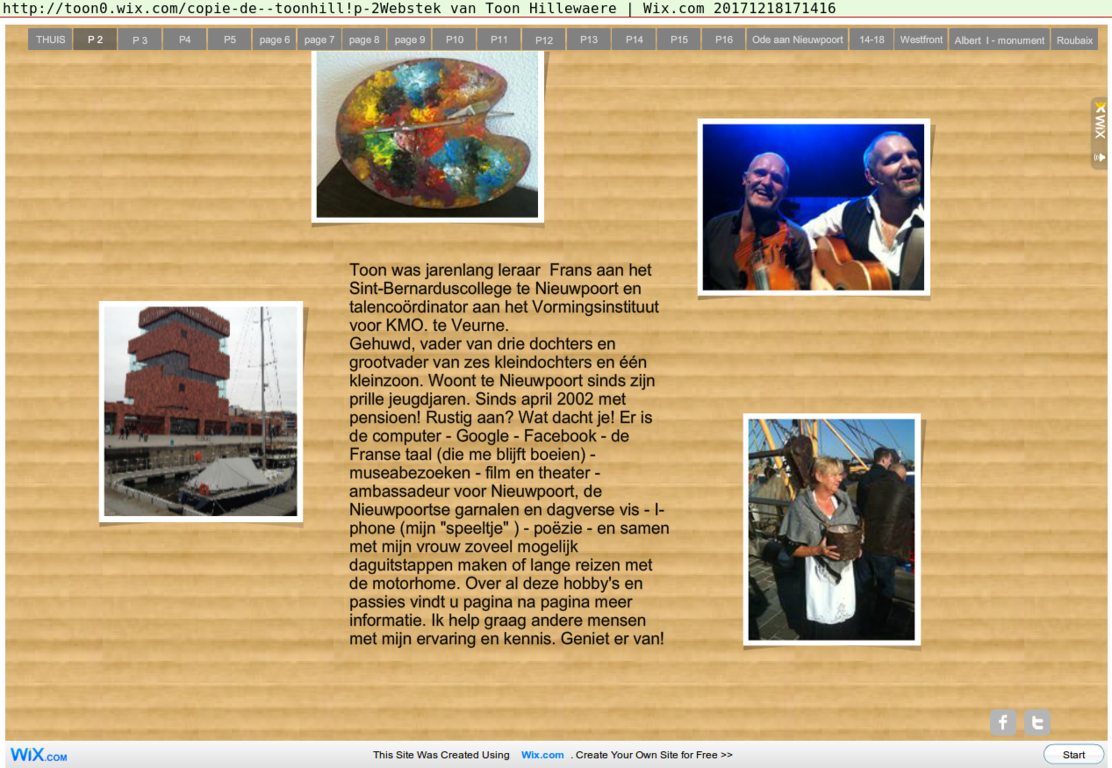 http://toon0.wix.com/copie-de--toonhill!p-2Webstek van Toon Hillewaere | Wix.com 20171218171416
THUIS P 2 P 3 P4 P5 page 6 page 7 page 8 page 9 P10 P11 P12 P13 P14 P15 P16 Ode aan Nieuwpoort 14-18 Westfront Albert I - monument Roubaix
WiX
Toon was jarenlang leraar Frans aan het
Sint-Bernarduscollege te Nieuwpoort en
talencoördinator aan het Vormingsinstituut
voor KMO. te Veurne.
Gehuwd, vader van drie dochters en
grootvader van zes kleindochters en één
kleinzoon. Woont te Nieuwpoort sinds zijn
prille jeugdjaren. Sinds april 2002 met
pensioen! Rustig aan? Wat dacht je! Er is
de computer - Google - Facebook - de
Franse taal (die me blijft boeien) -
museabezoeken - film en theater -
ambassadeur voor Nieuwpoort, de
Nieuwpoortse garnalen en dagverse vis - I-
phone (mijn "speeltje" ) - poëzie - en samen
met mijn vrouw zoveel mogelijk
daguitstappen maken of lange reizen met
de motorhome. Over al deze hobby's en
passies vindt u pagina na pagina meer
informatie. Ik help graag andere mensen
met mijn ervaring en kennis. Geniet er van!
WiX.COM This Site Was Created Using Wix.com . Create Your Own Site for Free >> Start